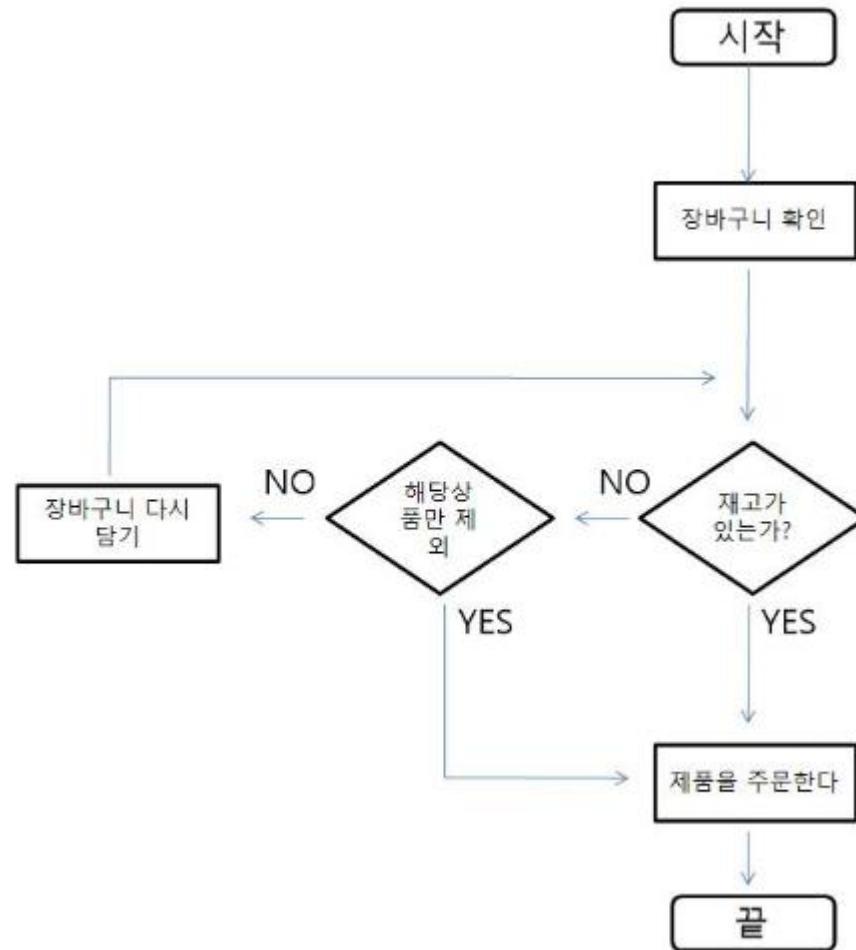 시작
장바구니 확인
NO
NO
해당상
품만 제
외
재고가
있는가?
장바구니 다시
담기
YES
YES
제품을 주문한다
끝